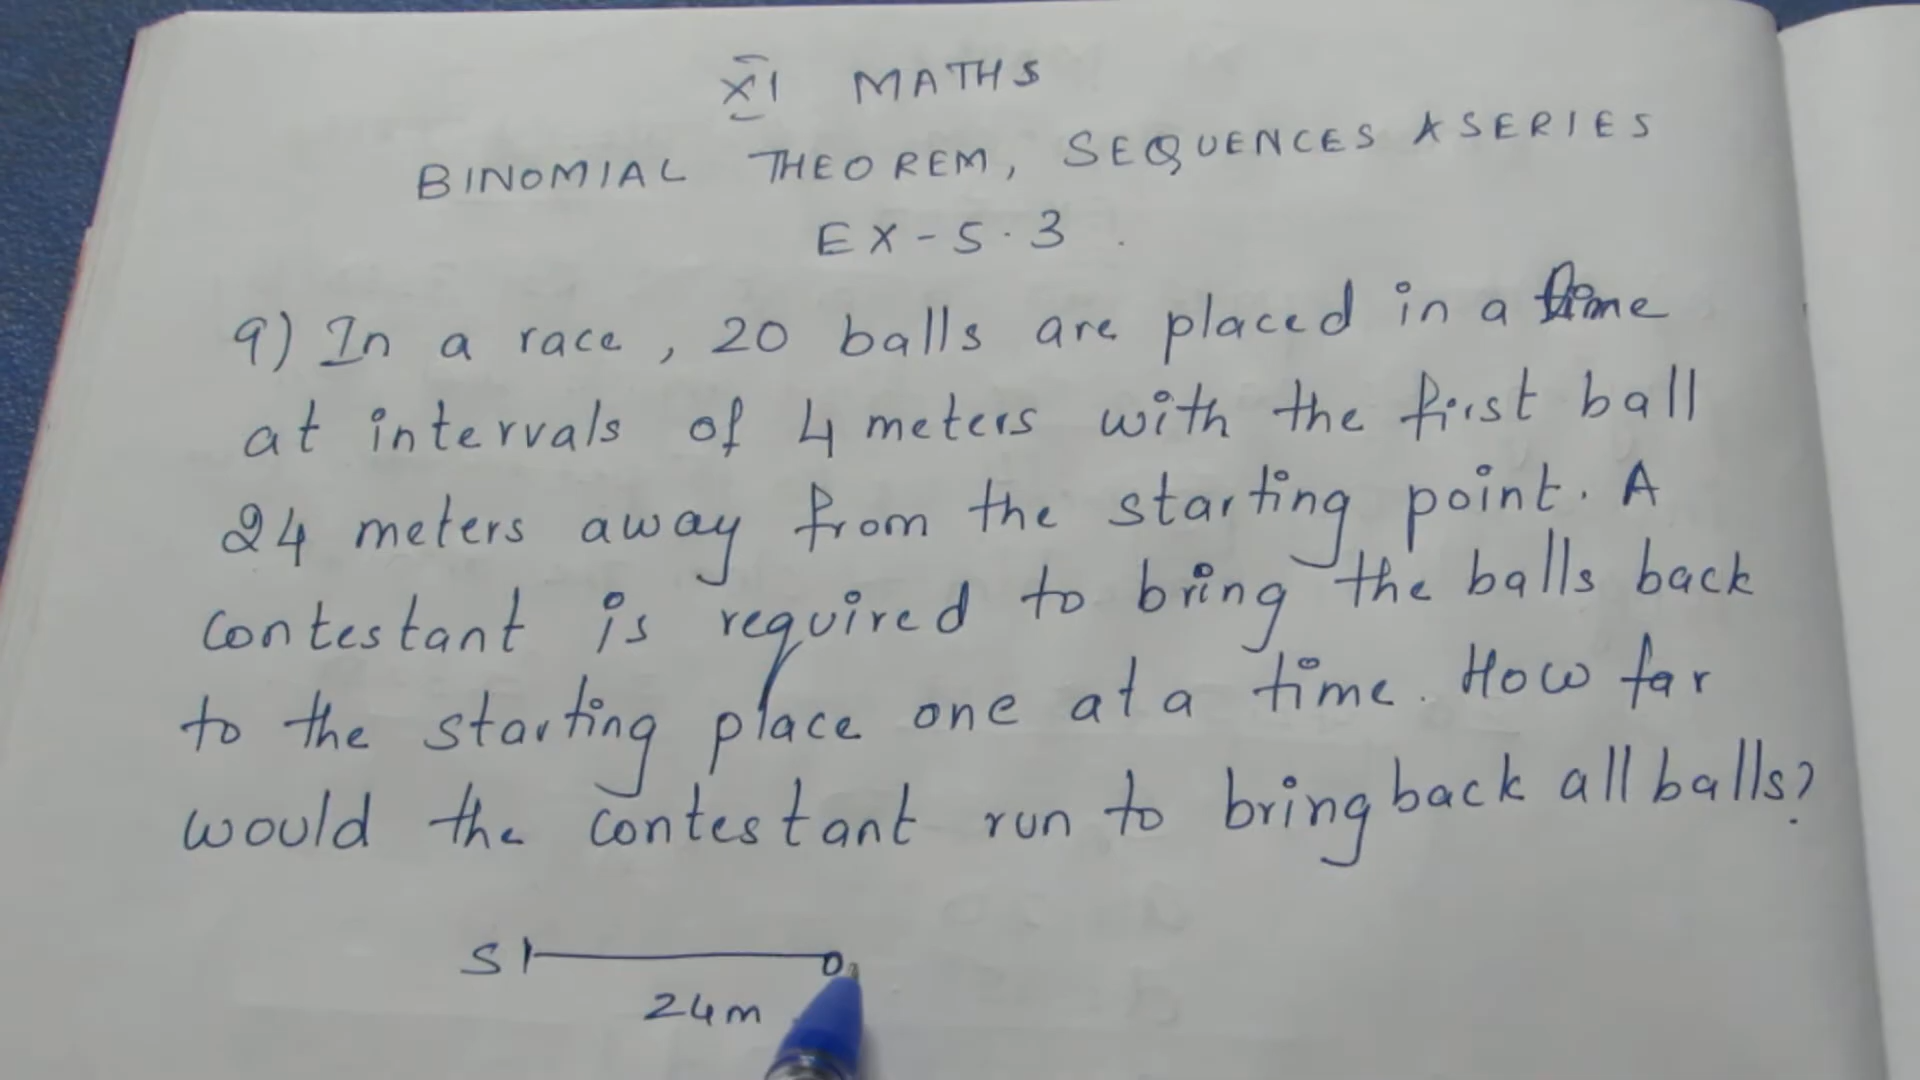 XI MATHS
BINOMIAL THEOREM, SEQUENCES & SERIES
EX-5.3
9) In a race, 20 balls are placed in a line
at intervals of 4 meters with the first ball
24 meters away from the starting point. A
contestant is required to bring the balls back
to the starting place one at a time. How far
would the contestant run to bring back all balls?
S
24m